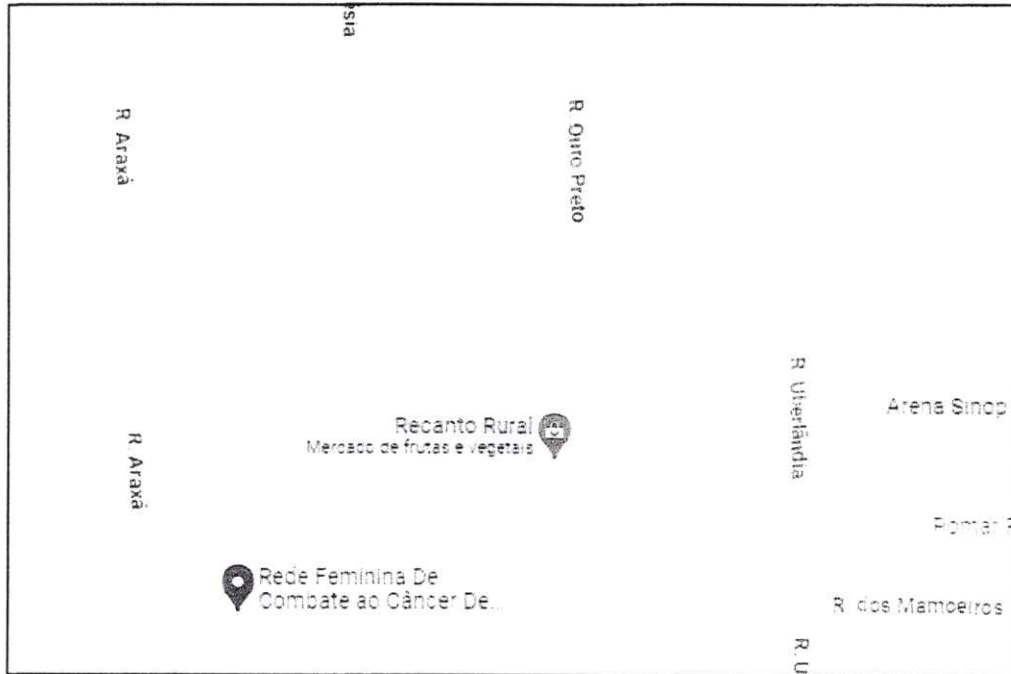 R. Araxá
R. Ouro Preto
R. Uberlândia
Arena Sinop
Recanto Rural
Mercado de frutas e vegetais
R. Araxá
Pomar
Rede Feminina De
Combate ao Câncer De...
R. dos Mamoeiros
R. U